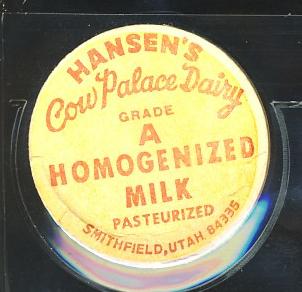 HANSEN'S
Cow Palace Dairy
GRADE
A
HOMOGENIZED
MILK
PASTEURIZED
SMITHFIELD, UTAH 84335